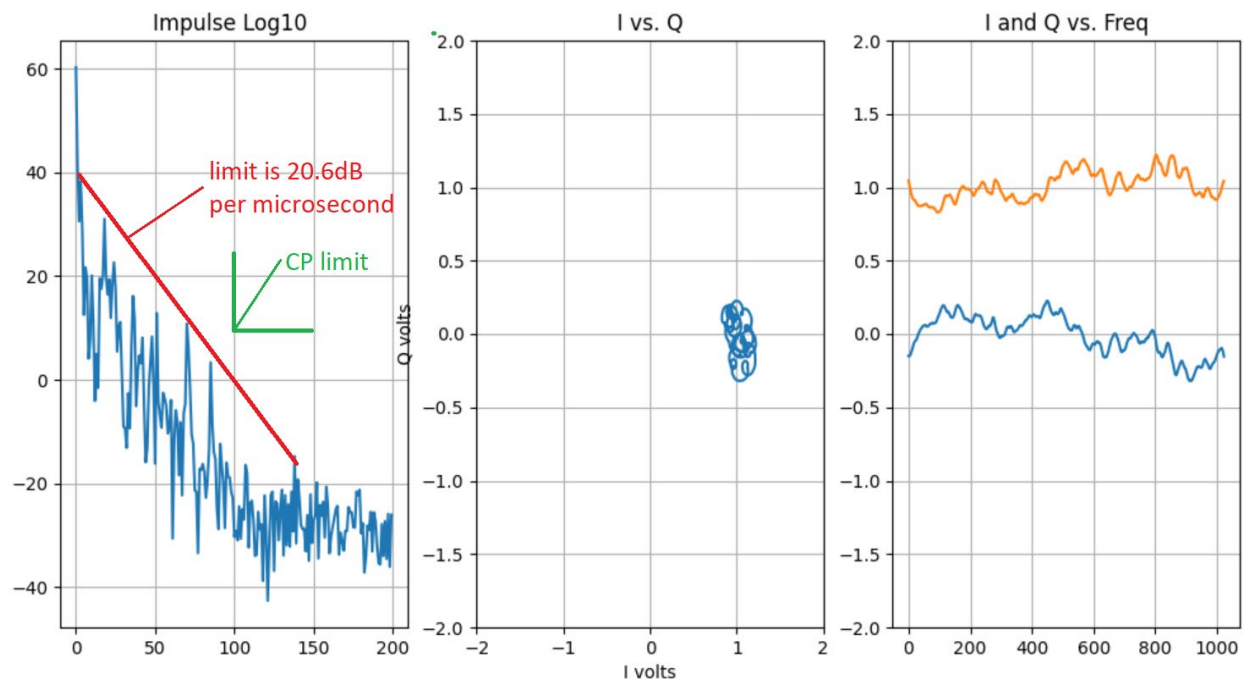 Impulse Log10
60
40
20
0
−20
−40
0 50 100 150 200
limit is 20.6dB
per microsecond
CP limit
I vs. Q
Q volts
2.0
1.5
1.0
0.5
0.0
−0.5
−1.0
−1.5
−2.0
−2 −1 0 1 2
I volts
I and Q vs. Freq
2.0
1.5
1.0
0.5
0.0
−0.5
−1.0
−1.5
−2.0
0 200 400 600 800 1000